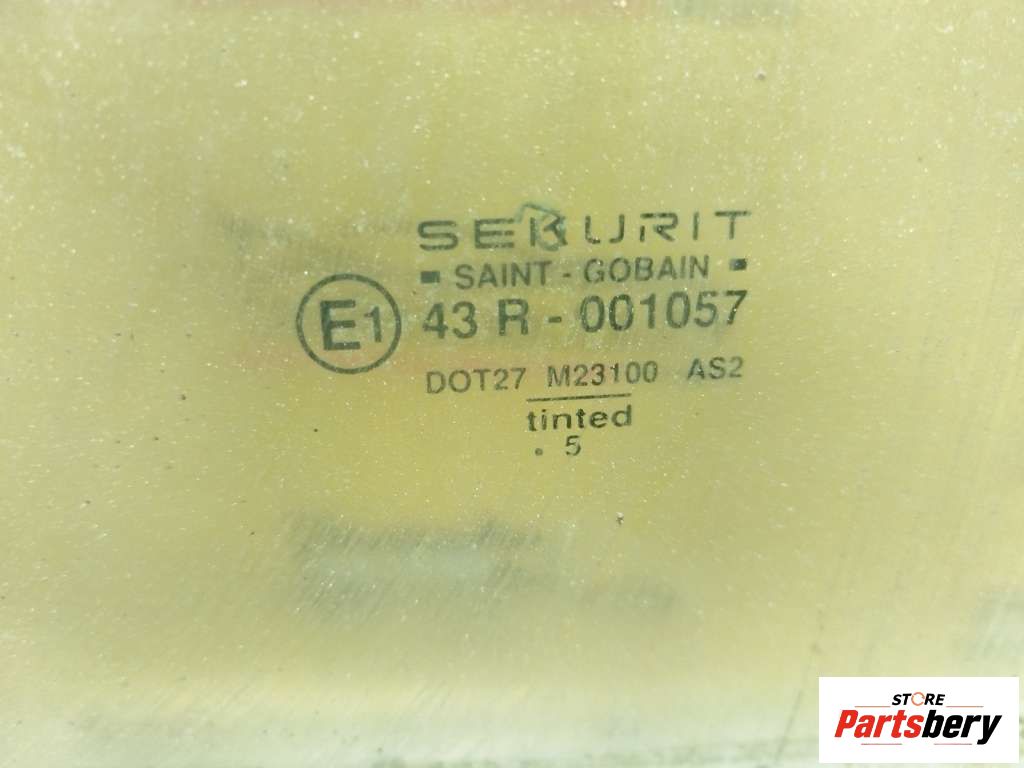 SEKURIT
▪ SAINT - GOBAIN ▪
E1
43 R - 001057
DOT27 M23100 AS2
tinted
. 5
STORE
Partsbery